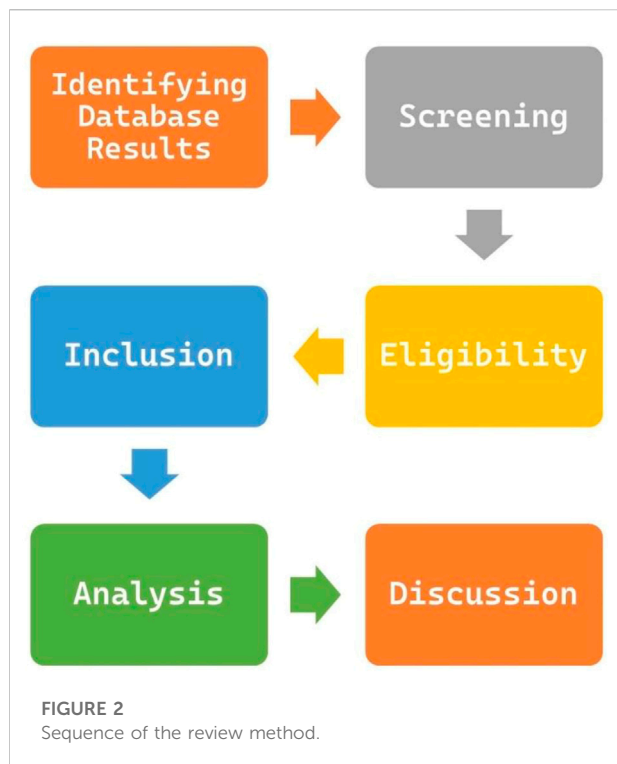 Identifying
Database
Results
Screening
Eligibility
Inclusion
Analysis
Discussion
FIGURE 2
Sequence of the review method.